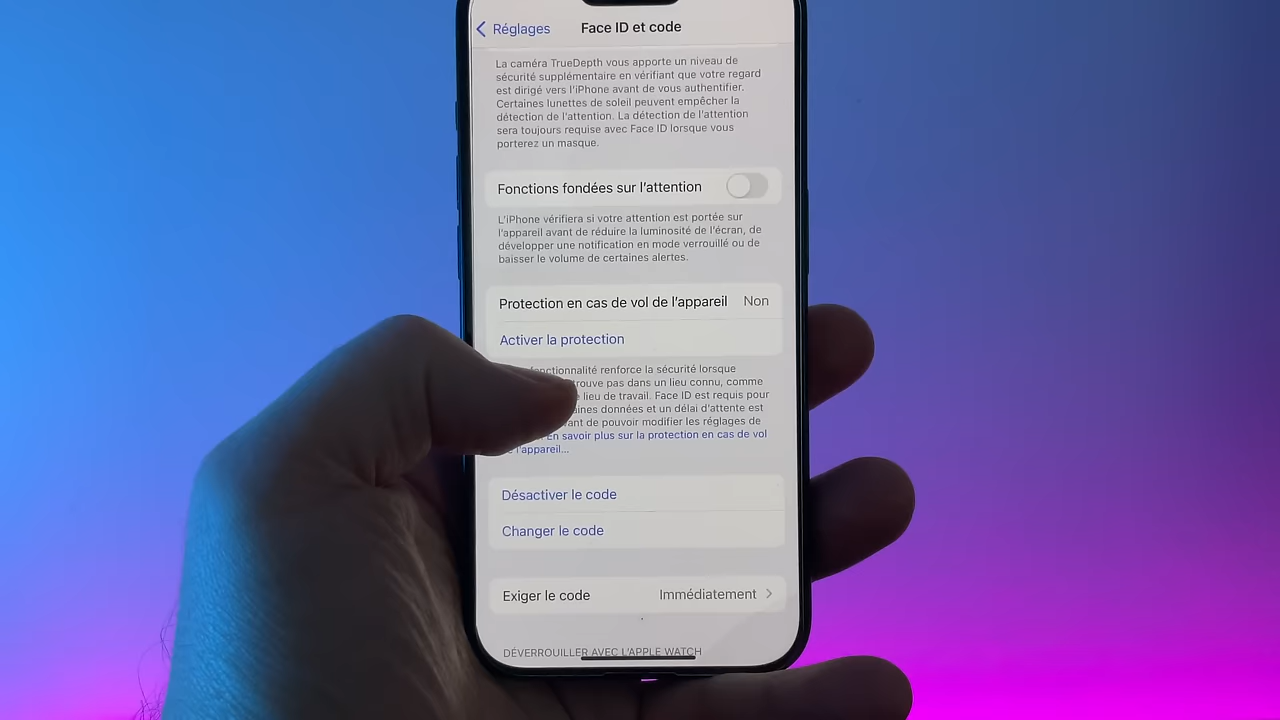 Réglages
Face ID et code
La caméra TrueDepth vous apporte un niveau de
sécurité supplémentaire en vérifiant que votre regard
est dirigé vers l'iPhone avant de vous authentifier.
Certaines lunettes de soleil peuvent empêcher la
détection de l'attention. La détection de l'attention
sera toujours requise avec Face ID lorsque vous
porterez un masque.
Fonctions fondées sur l'attention
L'iPhone vérifiera si votre attention est portée sur
l'appareil avant de réduire la luminosité de l'écran, de
développer une notification en mode verrouillé ou de
baisser le volume de certaines alertes.
Protection en cas de vol de l'appareil Non
Activer la protection
renforce la sécurité lorsque
trouve pas dans un lieu connu, comme
lieu de travail. Face ID est requis pour
données et un délai d'attente est
de pouvoir modifier les réglages de
En savoir plus sur la protection en cas de vol
l'appareil...
Désactiver le code
Changer le code
Exiger le code Immédiatement
DÉVERROUILLER AVEC L'APPLE WATCH